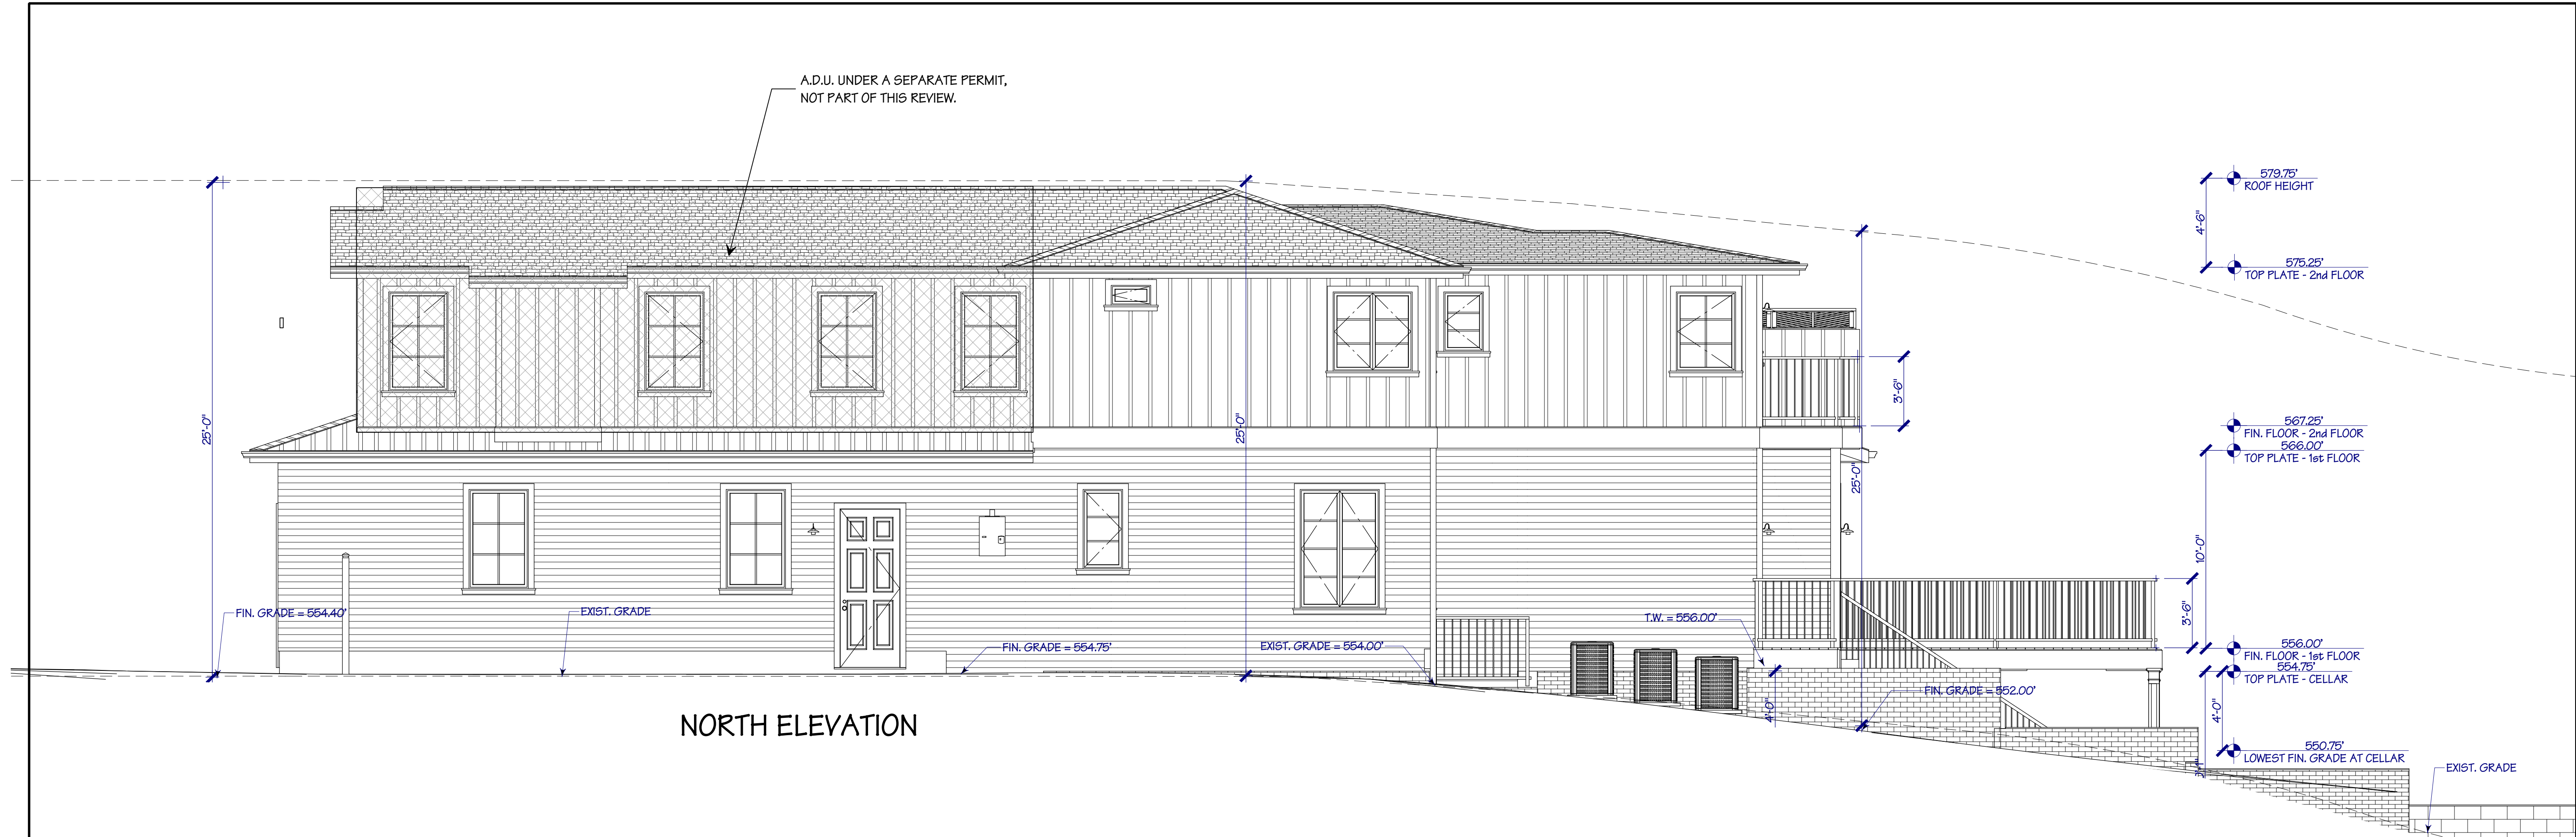 A.D.U. UNDER A SEPARATE PERMIT,
NOT PART OF THIS REVIEW.
579.75'
ROOF HEIGHT
4'-6"
575.25'
TOP PLATE - 2nd FLOOR
3'-6"
25'-0"
25'-0"
25'-0"
567.25'
FIN. FLOOR - 2nd FLOOR
566.00'
TOP PLATE - 1st FLOOR
10'-0"
FIN. GRADE = 554.40'
EXIST. GRADE
FIN. GRADE = 554.75'
EXIST. GRADE = 554.00'
T.W. = 556.00'
3'-6"
556.00'
FIN. FLOOR - 1st FLOOR
554.75'
TOP PLATE - CELLAR
FIN. GRADE = 552.00'
4'-0"
4'-0"
550.75'
LOWEST FIN. GRADE AT CELLAR
EXIST. GRADE
NORTH ELEVATION